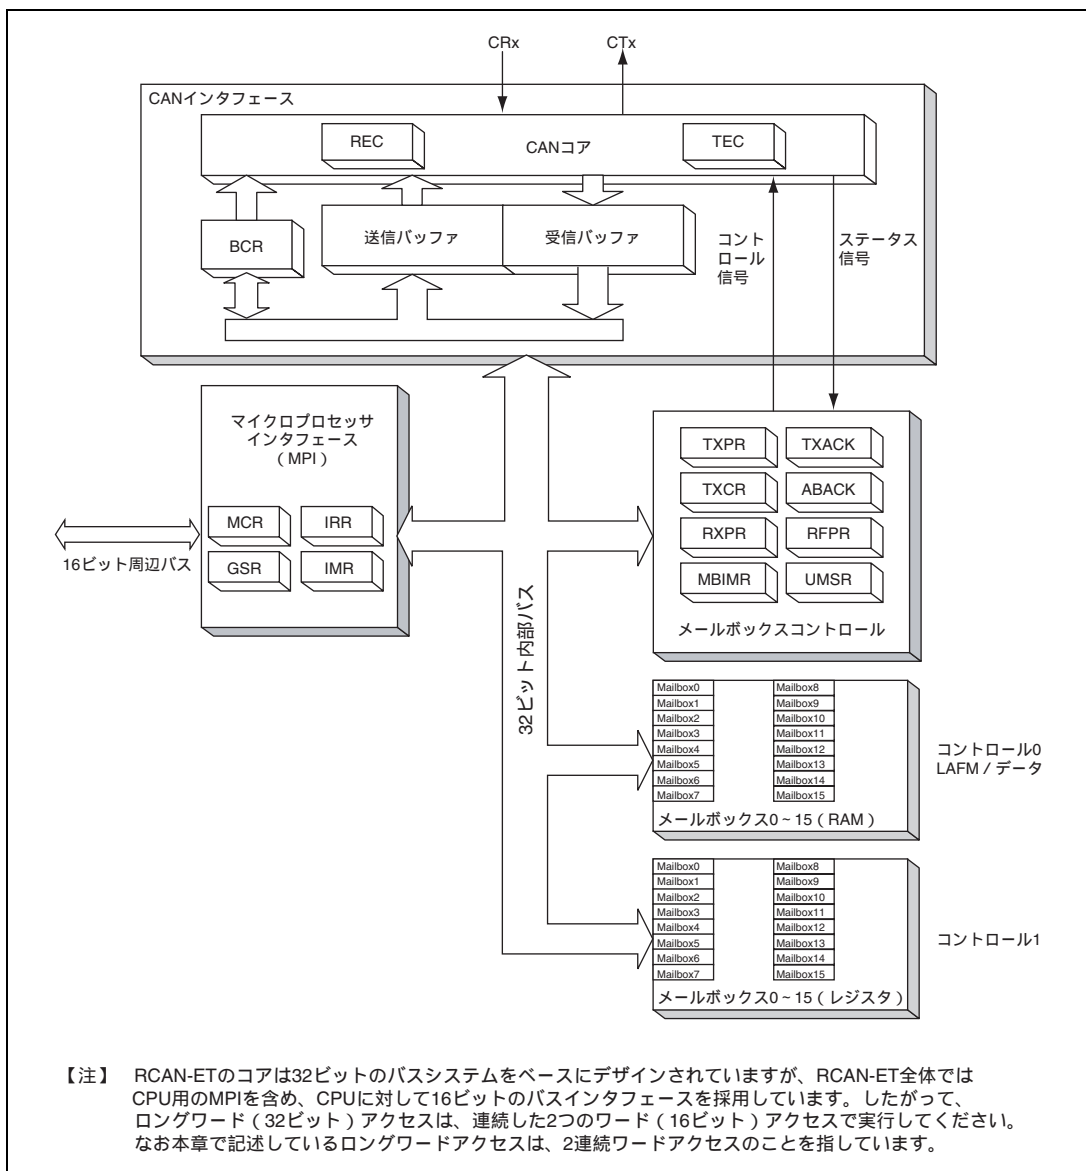 CRx
CTx
CANインタフェース
REC
CANコア
TEC
BCR
送信バッファ
受信バッファ
コント
ロール
信号
ステータス
信号
マイクロプロセッサ
インタフェース
（MPI）
MCR
IRR
GSR
IMR
16ビット周辺バス
32ビット内部バス
TXPR
TXACK
TXCR
ABACK
RXPR
RFPR
MBIMR
UMSR
メールボックスコントロール
Mailbox0
Mailbox1
Mailbox2
Mailbox3
Mailbox4
Mailbox5
Mailbox6
Mailbox7
Mailbox8
Mailbox9
Mailbox10
Mailbox11
Mailbox12
Mailbox13
Mailbox14
Mailbox15
メールボックス0~15（RAM）
コントロール0
LAFM / データ
Mailbox0
Mailbox1
Mailbox2
Mailbox3
Mailbox4
Mailbox5
Mailbox6
Mailbox7
Mailbox8
Mailbox9
Mailbox10
Mailbox11
Mailbox12
Mailbox13
Mailbox14
Mailbox15
メールボックス0~15（レジスタ）
コントロール1
【注】 RCAN-ETのコアは32ビットのバスシステムをベースにデザインされていますが、RCAN-ET全体では
CPU用のMPIを含め、CPUに対して16ビットのバスインタフェースを採用しています。したがって、
ロングワード（32ビット）アクセスは、連続した2つのワード（16ビット）アクセスで実行してください。
なお本章で記述しているロングワードアクセスは、2連続ワードアクセスのことを指しています。